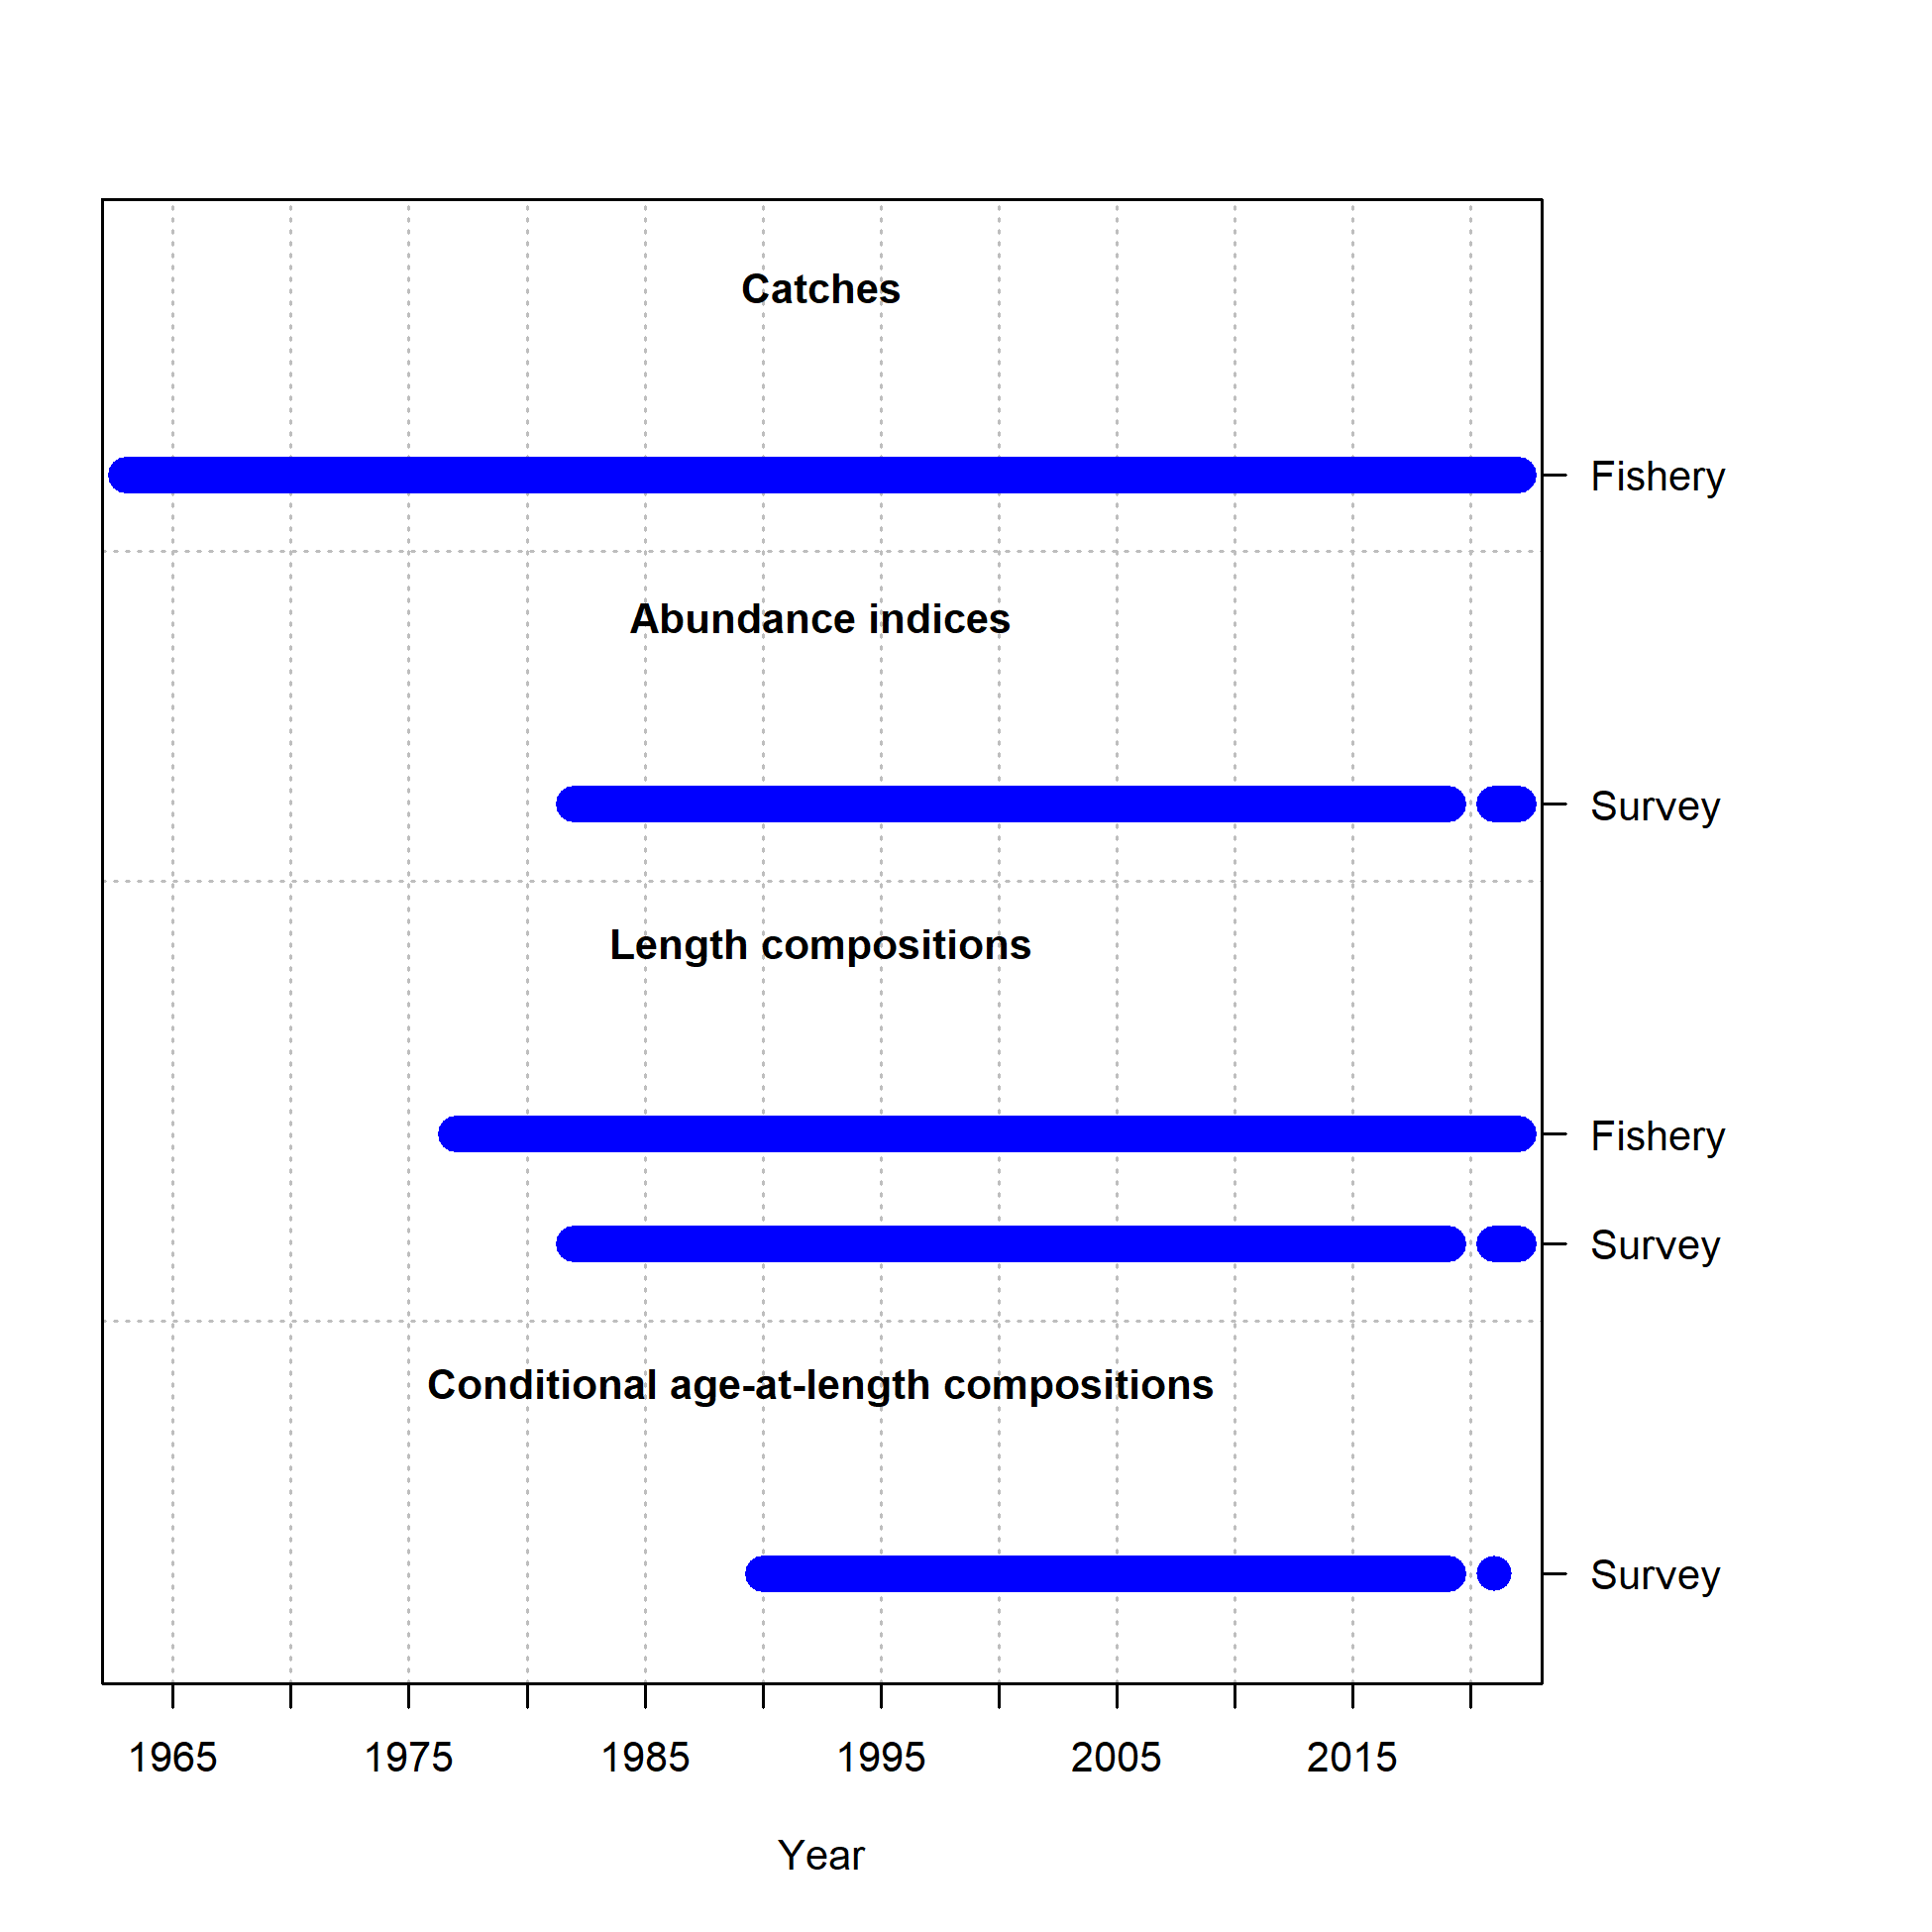 Catches
Fishery
Abundance indices
Survey
Length compositions
Fishery
Survey
Conditional age-at-length compositions
Survey
1965 1975 1985 1995 2005 2015
Year